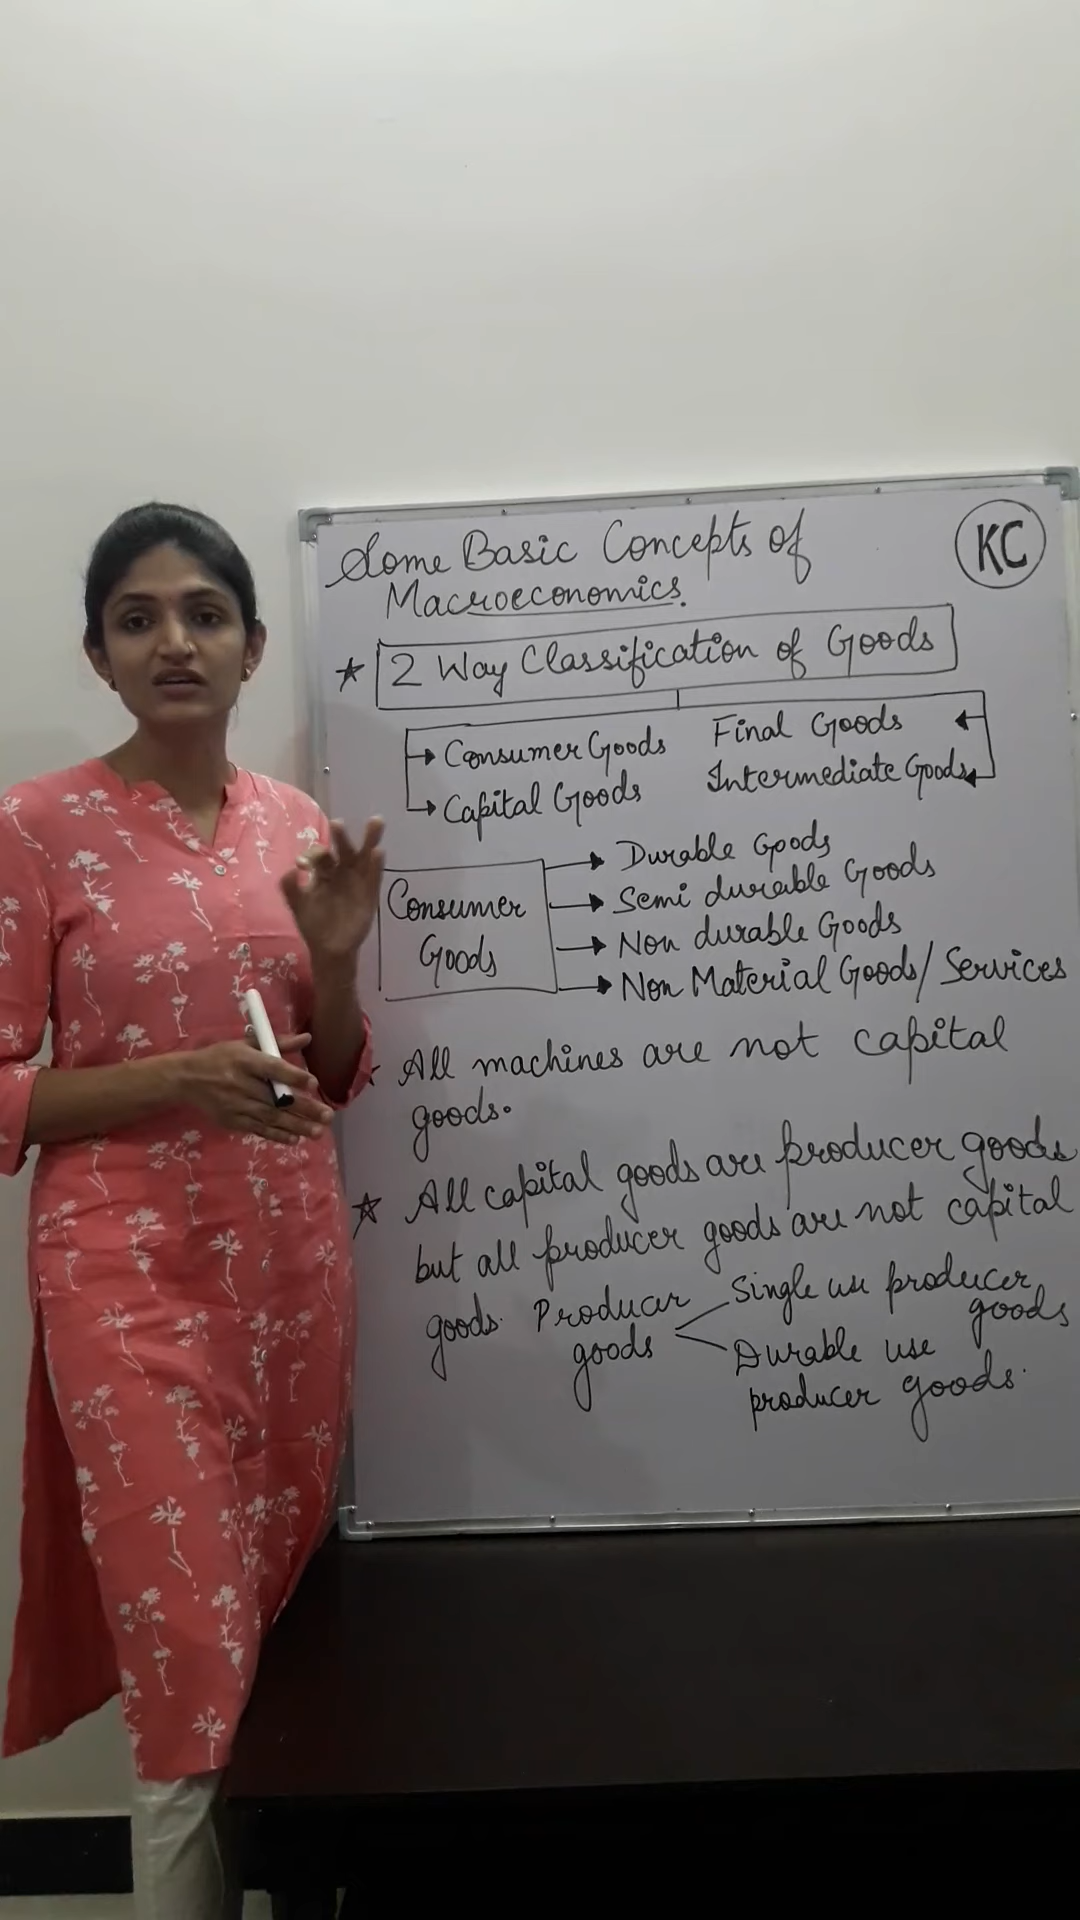 Some Basic Concepts of
Macroeconomics.
KC
★ 2 Way Classification of Goods
Consumer Goods
Capital Goods
Final Goods
Intermediate Goods
Consumer
Goods
Durable Goods
Semi durable Goods
Non durable Goods
Non Material Goods/Services
All machines are not capital
goods.
★ All capital goods are producer goods
but all producer goods are not capital
goods. Producer
goods
Single use producer
goods
Durable use
producer goods.